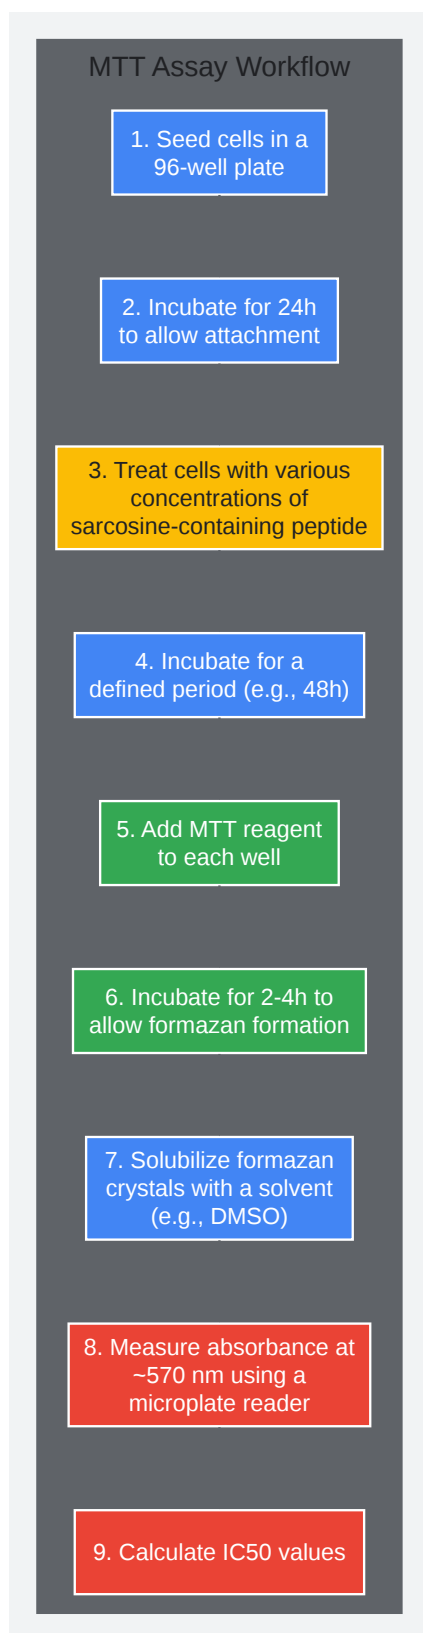 MTT Assay Workflow
1. Seed cells in a
96-well plate
2. Incubate for 24h
to allow attachment
3. Treat cells with various
concentrations of
sarcosine-containing peptide
4. Incubate for a
defined period (e.g., 48h)
5. Add MTT reagent
to each well
6. Incubate for 2-4h to
allow formazan formation
7. Solubilize formazan
crystals with a solvent
(e.g., DMSO)
8. Measure absorbance at
~570 nm using a
microplate reader
9. Calculate IC50 values